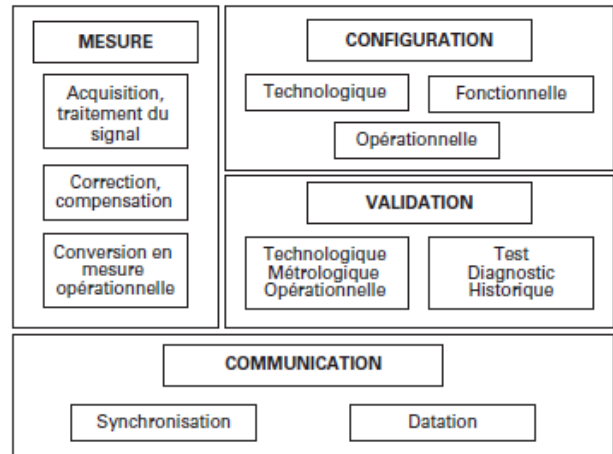 MESURE
Acquisition,
traitement du
signal
Correction,
compensation
Conversion en
mesure
opérationnelle
CONFIGURATION
Technologique
Fonctionnelle
Opérationnelle
VALIDATION
Technologique
Métrologique
Opérationnelle
Test
Diagnostic
Historique
COMMUNICATION
Synchronisation
Datation